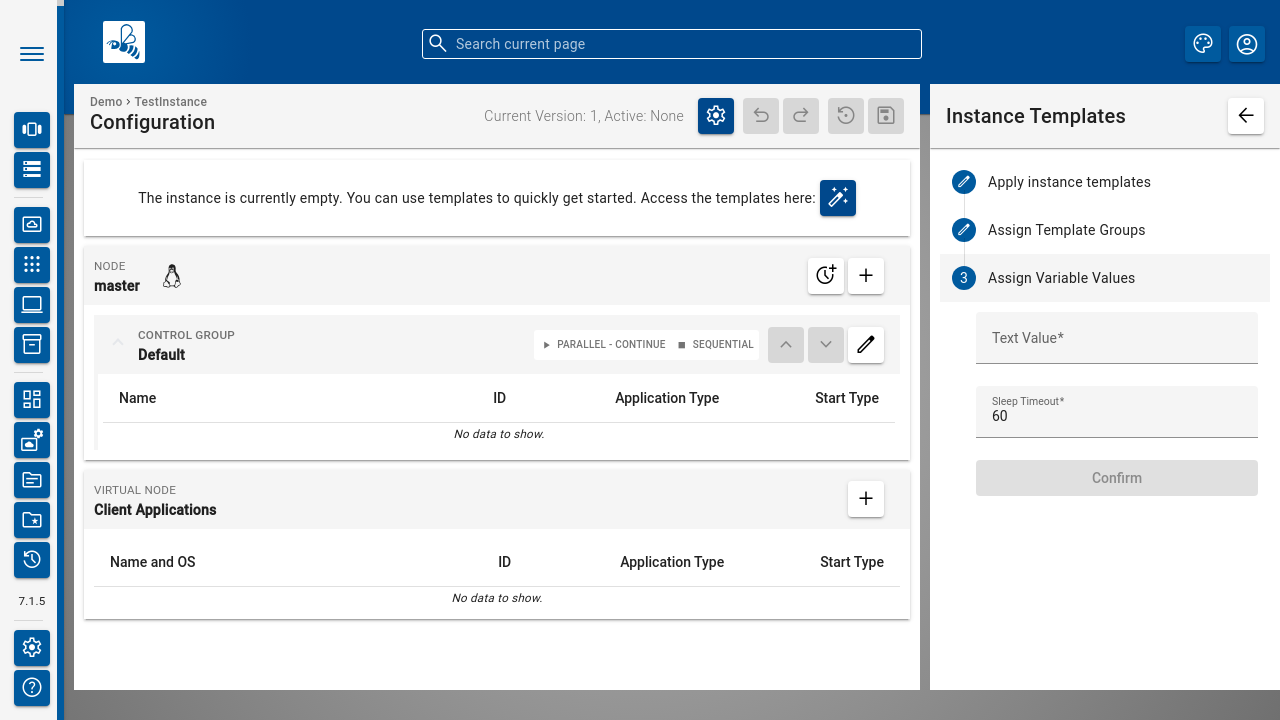 Search current page
Demo › TestInstance
Configuration
Current Version: 1, Active: None
The instance is currently empty. You can use templates to quickly get started. Access the templates here:
NODE
master
CONTROL GROUP
Default
PARALLEL - CONTINUE
SEQUENTIAL
Name ID Application Type Start Type
No data to show.
VIRTUAL NODE
Client Applications
Name and OS ID Application Type Start Type
No data to show.
7.1.5
Instance Templates
Apply instance templates
Assign Template Groups
3 Assign Variable Values
Text Value*
Sleep Timeout*
60
Confirm